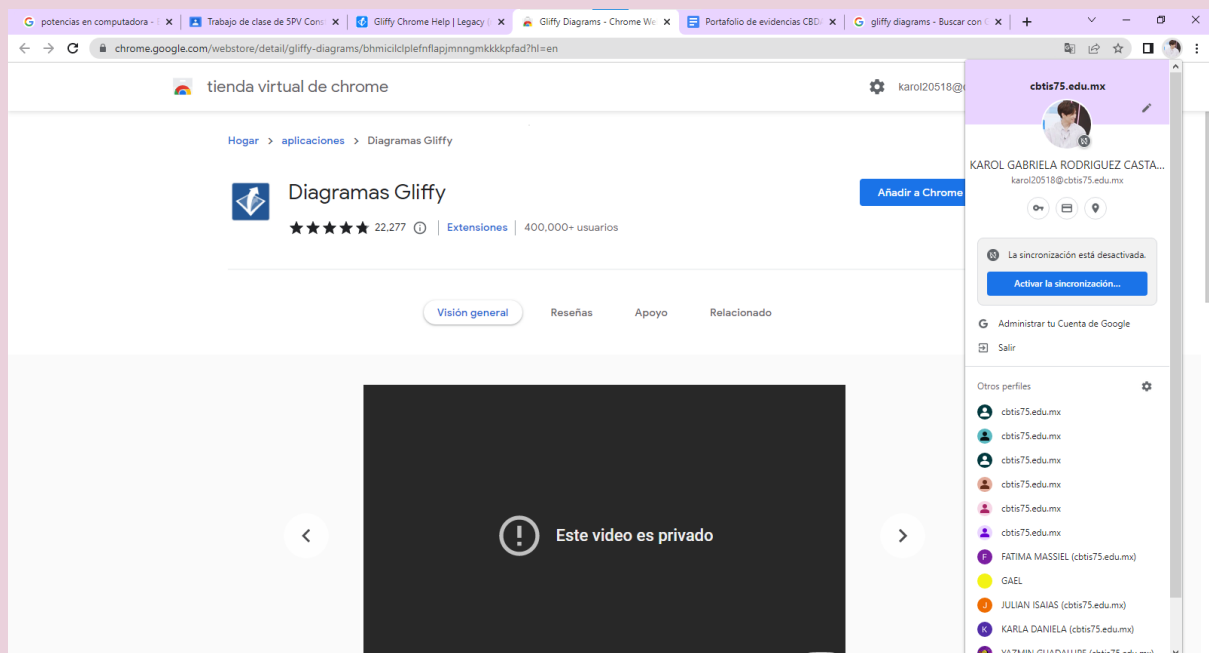 potencias en computadora - B
Trabajo de clase de 5PV Cons
Gliffy Chrome Help | Legacy (
Gliffy Diagrams - Chrome We
Portafolio de evidencias CBD
gliffy diagrams - Buscar con G
chrome.google.com/webstore/detail/gliffy-diagrams/bhmicilclplefnflapjmnngmkkkkpfad?hl=en
tienda virtual de chrome
karol20518@c
Hogar > aplicaciones > Diagramas Gliffy
Diagramas Gliffy
Añadir a Chrome
22,277
Extensiones
400,000+ usuarios
Visión general
Reseñas
Apoyo
Relacionado
Este video es privado
cbtis75.edu.mx
KAROL GABRIELA RODRIGUEZ CASTA...
karol20518@cbtis75.edu.mx
La sincronización está desactivada.
Activar la sincronización...
G Administrar tu Cuenta de Google
Salir
Otros perfiles
cbtis75.edu.mx
cbtis75.edu.mx
cbtis75.edu.mx
cbtis75.edu.mx
cbtis75.edu.mx
cbtis75.edu.mx
F FATIMA MASSIEL (cbtis75.edu.mx)
GAEL
J JULIAN ISAIAS (cbtis75.edu.mx)
K KARLA DANIELA (cbtis75.edu.mx)
YAZMIN GUADALUPE (cbtis75.edu.mx)